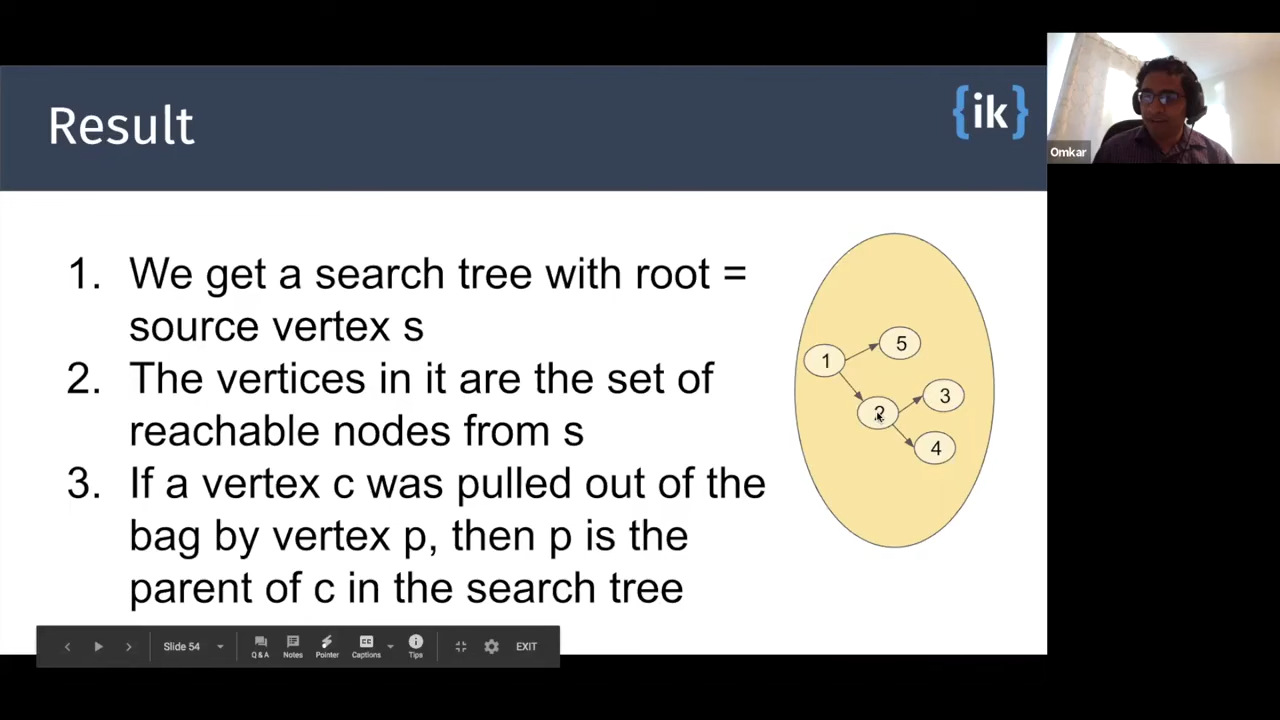 Result
{ik}
Omkar
1. We get a search tree with root =
source vertex s
2. The vertices in it are the set of
reachable nodes from s
3. If a vertex c was pulled out of the
bag by vertex p, then p is the
parent of c in the search tree
1
5
2
3
4
Slide 54
Q & A
Notes
Pointer
Captions
Tips
EXIT